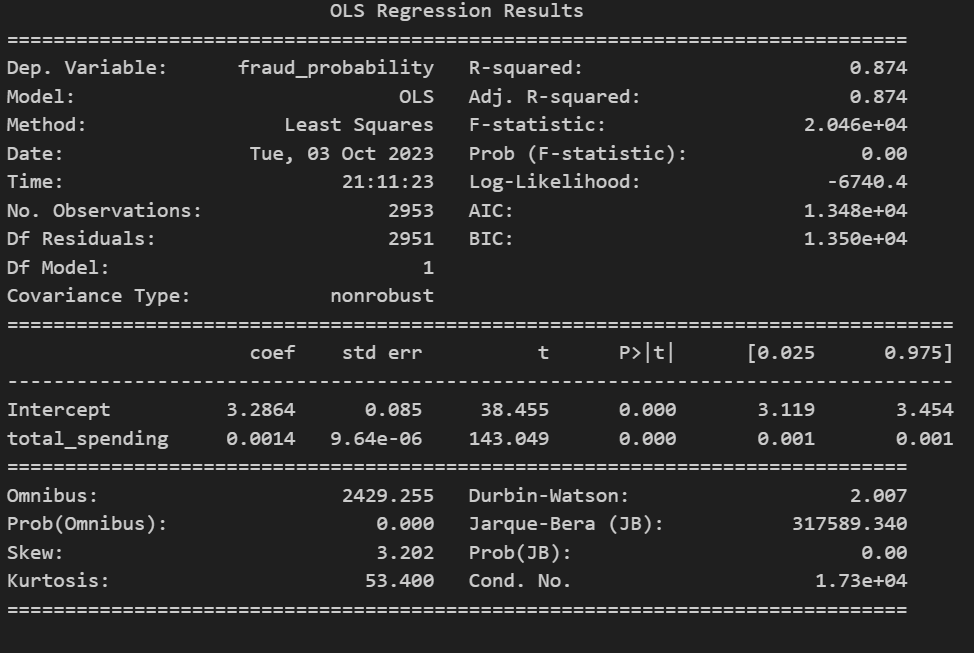 OLS Regression Results
==============================================================================
Dep. Variable: fraud_probability R-squared: 0.874
Model: OLS Adj. R-squared: 0.874
Method: Least Squares F-statistic: 2.046e+04
Date: Tue, 03 Oct 2023 Prob (F-statistic): 0.00
Time: 21:11:23 Log-Likelihood: -6740.4
No. Observations: 2953 AIC: 1.348e+04
Df Residuals: 2951 BIC: 1.350e+04
Df Model: 1
Covariance Type: nonrobust
==================================================================================
coef std err t P>|t| [0.025 0.975]
----------------------------------------------------------------------------------
Intercept 3.2864 0.085 38.455 0.000 3.119 3.454
total_spending 0.0014 9.64e-06 143.049 0.000 0.001 0.001
==============================================================================
Omnibus: 2429.255 Durbin-Watson: 2.007
Prob(Omnibus): 0.000 Jarque-Bera (JB): 317589.340
Skew: 3.202 Prob(JB): 0.00
Kurtosis: 53.400 Cond. No. 1.73e+04
==============================================================================